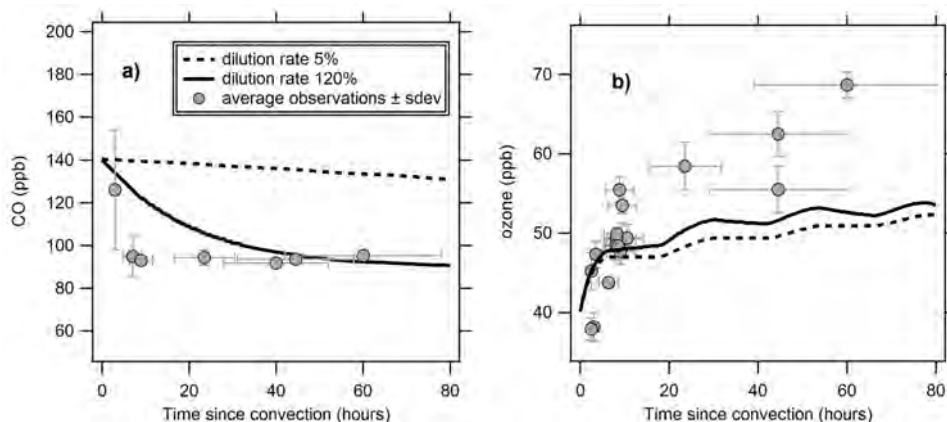 200
180
160
140
120
100
80
60
CO (ppb)
a)
dilution rate 5%
dilution rate 120%
average observations ± sdev
0 20 40 60 80
Time since convection (hours)
70
60
50
40
ozone (ppb)
b)
0 20 40 60 80
Time since convection (hours)